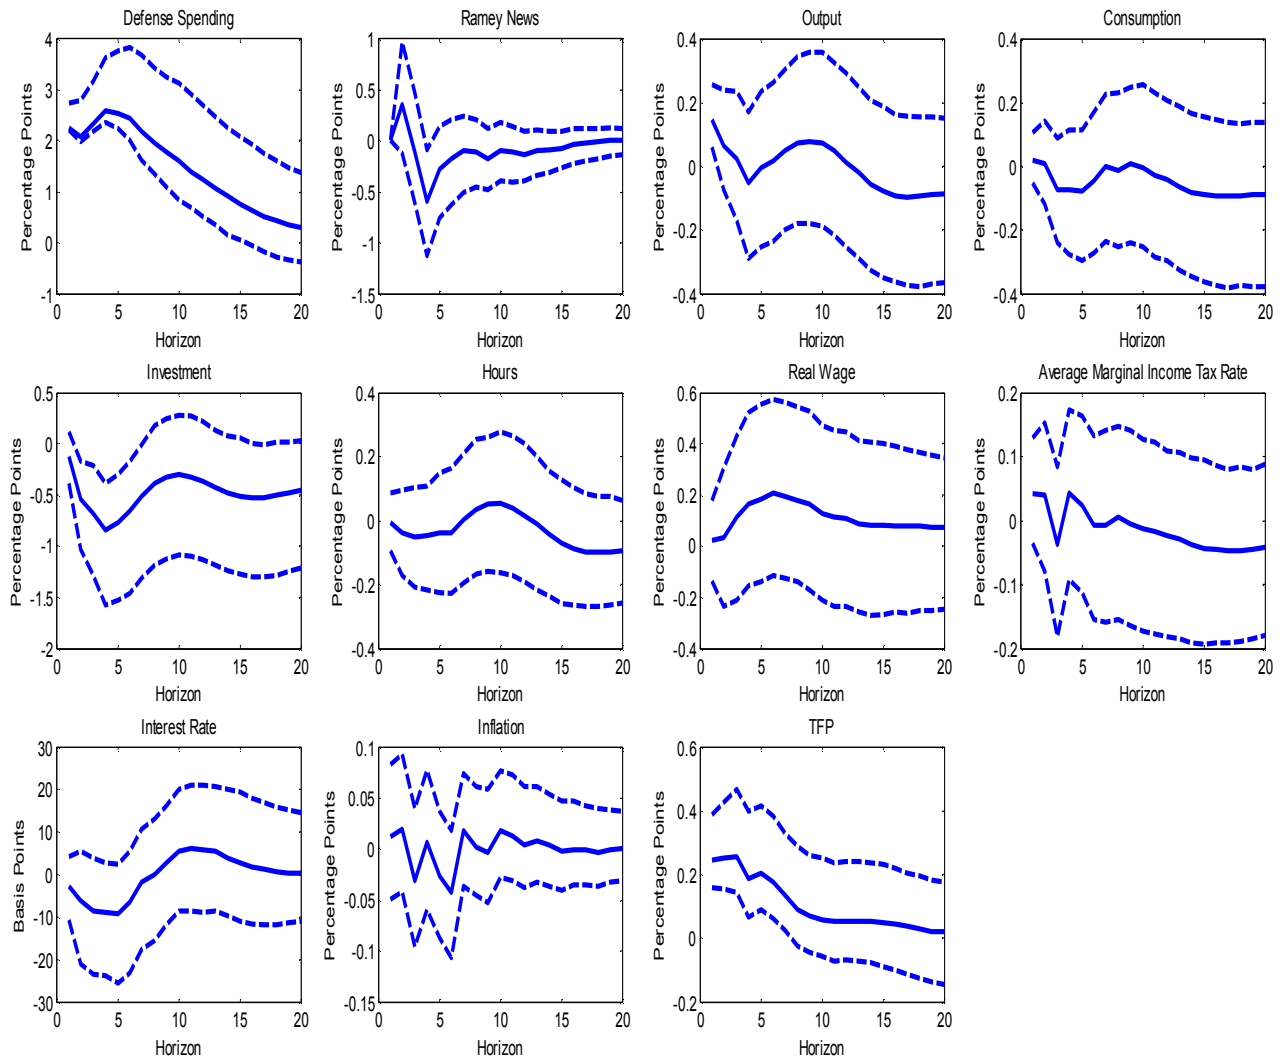 Defense Spending
Ramey News
Output
Consumption
Percentage Points
4
3
2
1
0
-1
0 5 10 15 20
Horizon
Percentage Points
1
0.5
0
-0.5
-1
-1.5
0 5 10 15 20
Horizon
Percentage Points
0.4
0.2
0
-0.2
-0.4
0 5 10 15 20
Horizon
Percentage Points
0.4
0.2
0
-0.2
-0.4
0 5 10 15 20
Horizon
Investment
Hours
Real Wage
Average Marginal Income Tax Rate
Percentage Points
0.5
0
-0.5
-1
-1.5
-2
0 5 10 15 20
Horizon
Percentage Points
0.4
0.2
0
-0.2
-0.4
0 5 10 15 20
Horizon
Percentage Points
0.6
0.4
0.2
0
-0.2
-0.4
0 5 10 15 20
Horizon
Percentage Points
0.2
0.1
0
-0.1
-0.2
0 5 10 15 20
Horizon
Interest Rate
Inflation
TFP
Basis Points
30
20
10
0
-10
-20
-30
0 5 10 15 20
Horizon
Percentage Points
0.1
0.05
0
-0.05
-0.1
-0.15
0 5 10 15 20
Horizon
Percentage Points
0.6
0.4
0.2
0
-0.2
0 5 10 15 20
Horizon